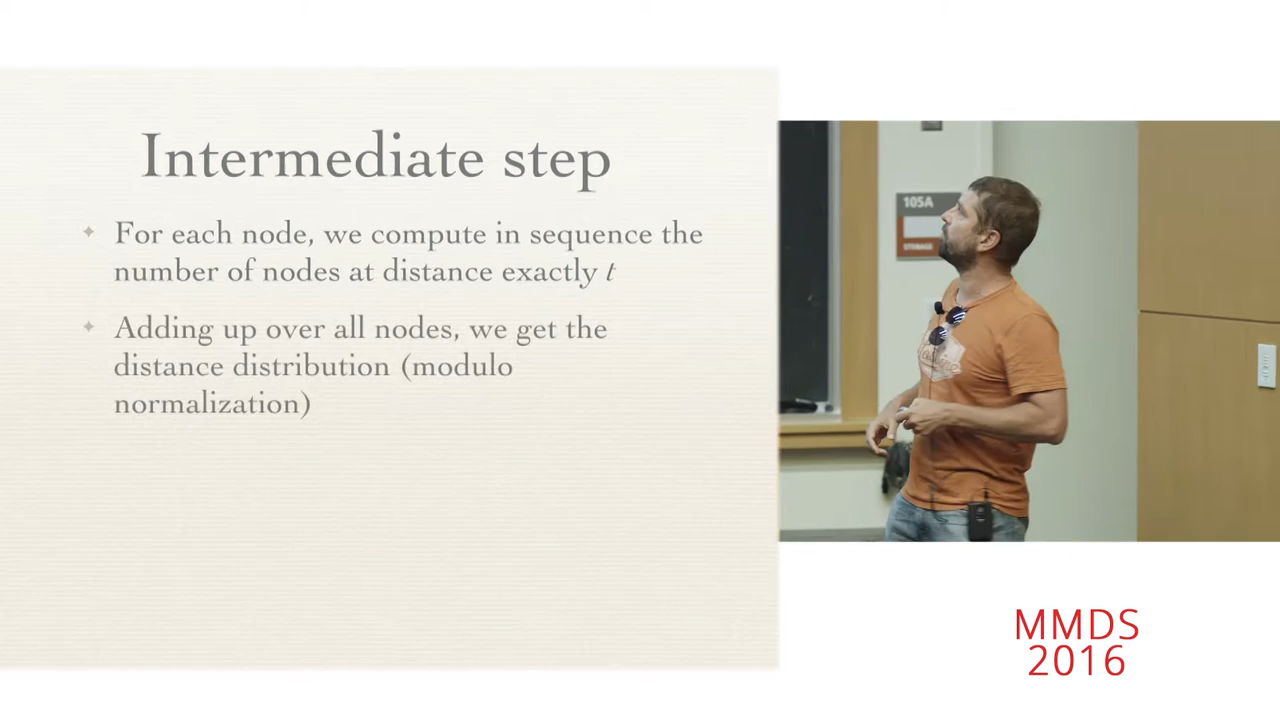 Intermediate step
For each node, we compute in sequence the
number of nodes at distance exactly t
Adding up over all nodes, we get the
distance distribution (modulo
normalization)
105A
STORAGE
MMDS
2016